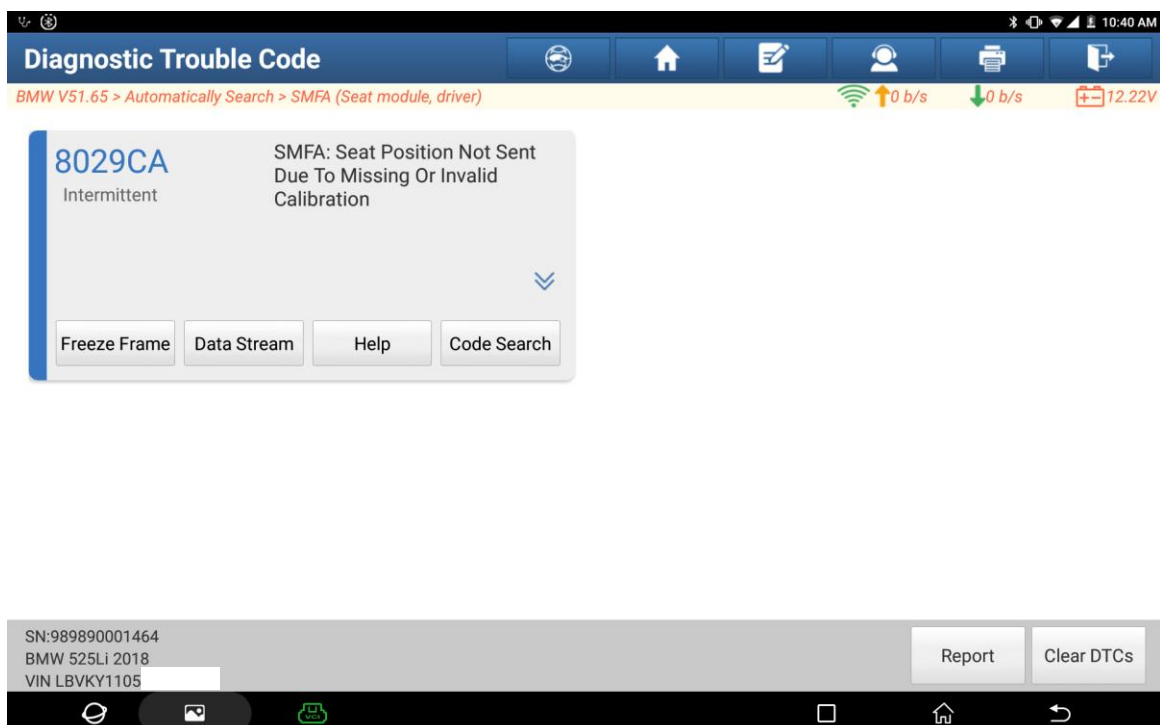 10:40 AM
Diagnostic Trouble Code
BMW V51.65 > Automatically Search > SMFA (Seat module, driver)
0 b/s
0 b/s
12.22V
8029CA
Intermittent
SMFA: Seat Position Not Sent
Due To Missing Or Invalid
Calibration
Freeze Frame
Data Stream
Help
Code Search
SN:989890001464
BMW 525Li 2018
VIN LBVKY1105
Report
Clear DTCs
VCI